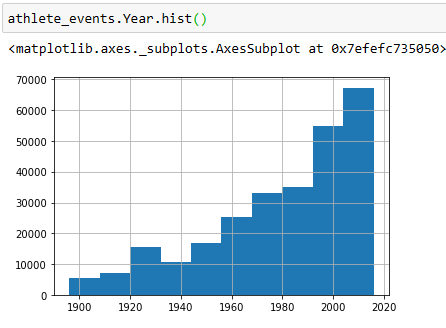 athlete_events.Year.hist()
<matplotlib.axes._subplots.AxesSubplot at 0x7efefc735050>
70000
60000
50000
40000
30000
20000
10000
0
1900 1920 1940 1960 1980 2000 2020